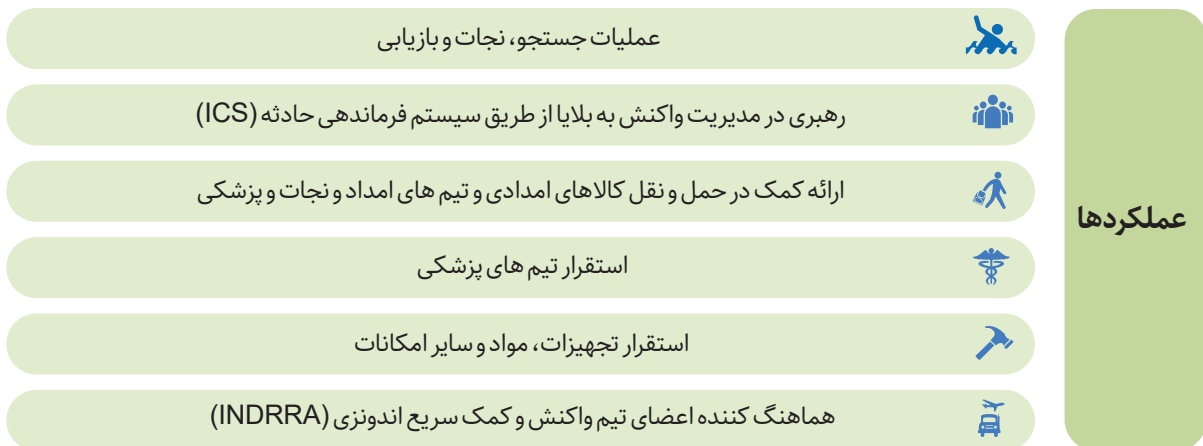 عملکردها
عملیات جستجو، نجات و بازیابی
رهبری در مدیریت واکنش به بلایا از طریق سیستم فرماندهی حادثه (ICS)
ارائه کمک در حمل و نقل کالاهای امدادی و تیم های امداد و نجات و پزشکی
استقرار تیم های پزشکی
استقرار تجهیزات، مواد و سایر امکانات
هماهنگ کننده اعضای تیم واکنش و کمک سریع اندونزی (INDRRA)